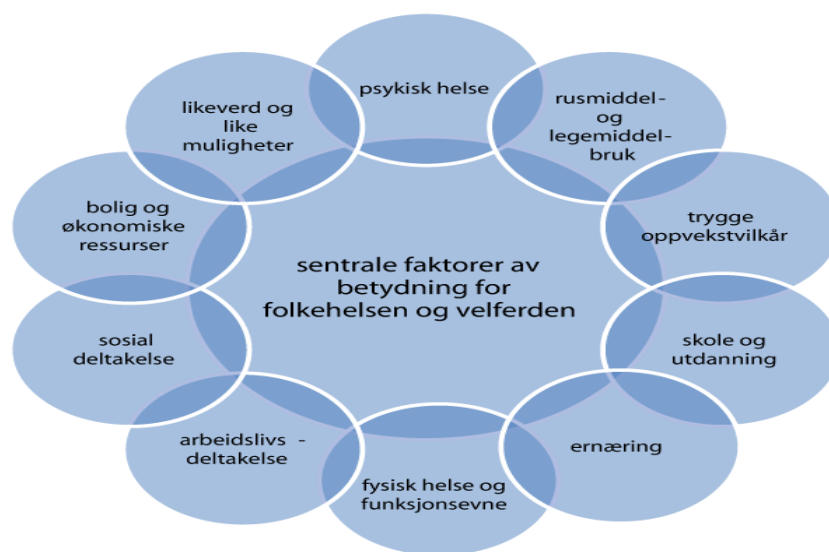 psykisk helse
rusmiddel-
og
legemiddel-
bruk
trygge
oppvekstvilkår
skole og
utdanning
ernæring
fysisk helse og
funksjonsevne
arbeidslivs -
deltakelse
sosial
deltakelse
bolig og
økonomiske
ressurser
likeverd og
like
muligheter
sentrale faktorer av
betydning for
folkehelsen og velferden